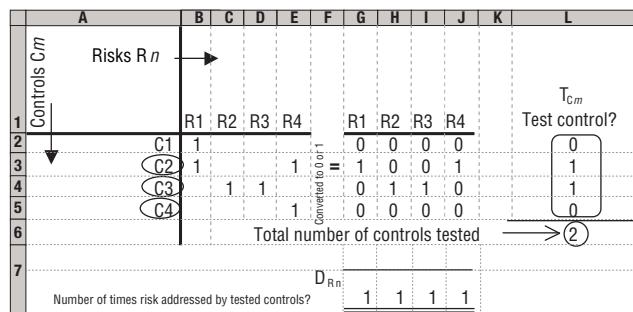 A B C D E F G H I J K L
Controls Cm
Risks Rn
T Cm
1 R1 R2 R3 R4 R1 R2 R3 R4 Test control?
2 C1 1 0 0 0 0 0
3 C2 1 1 = 1 0 0 1 1
4 C3 1 1 0 1 1 0 1
5 C4 1 0 0 0 0 0
Converted to 0 or 1
6 Total number of controls tested 2
7
D Rn
Number of times risk addressed by tested controls? 1 1 1 1